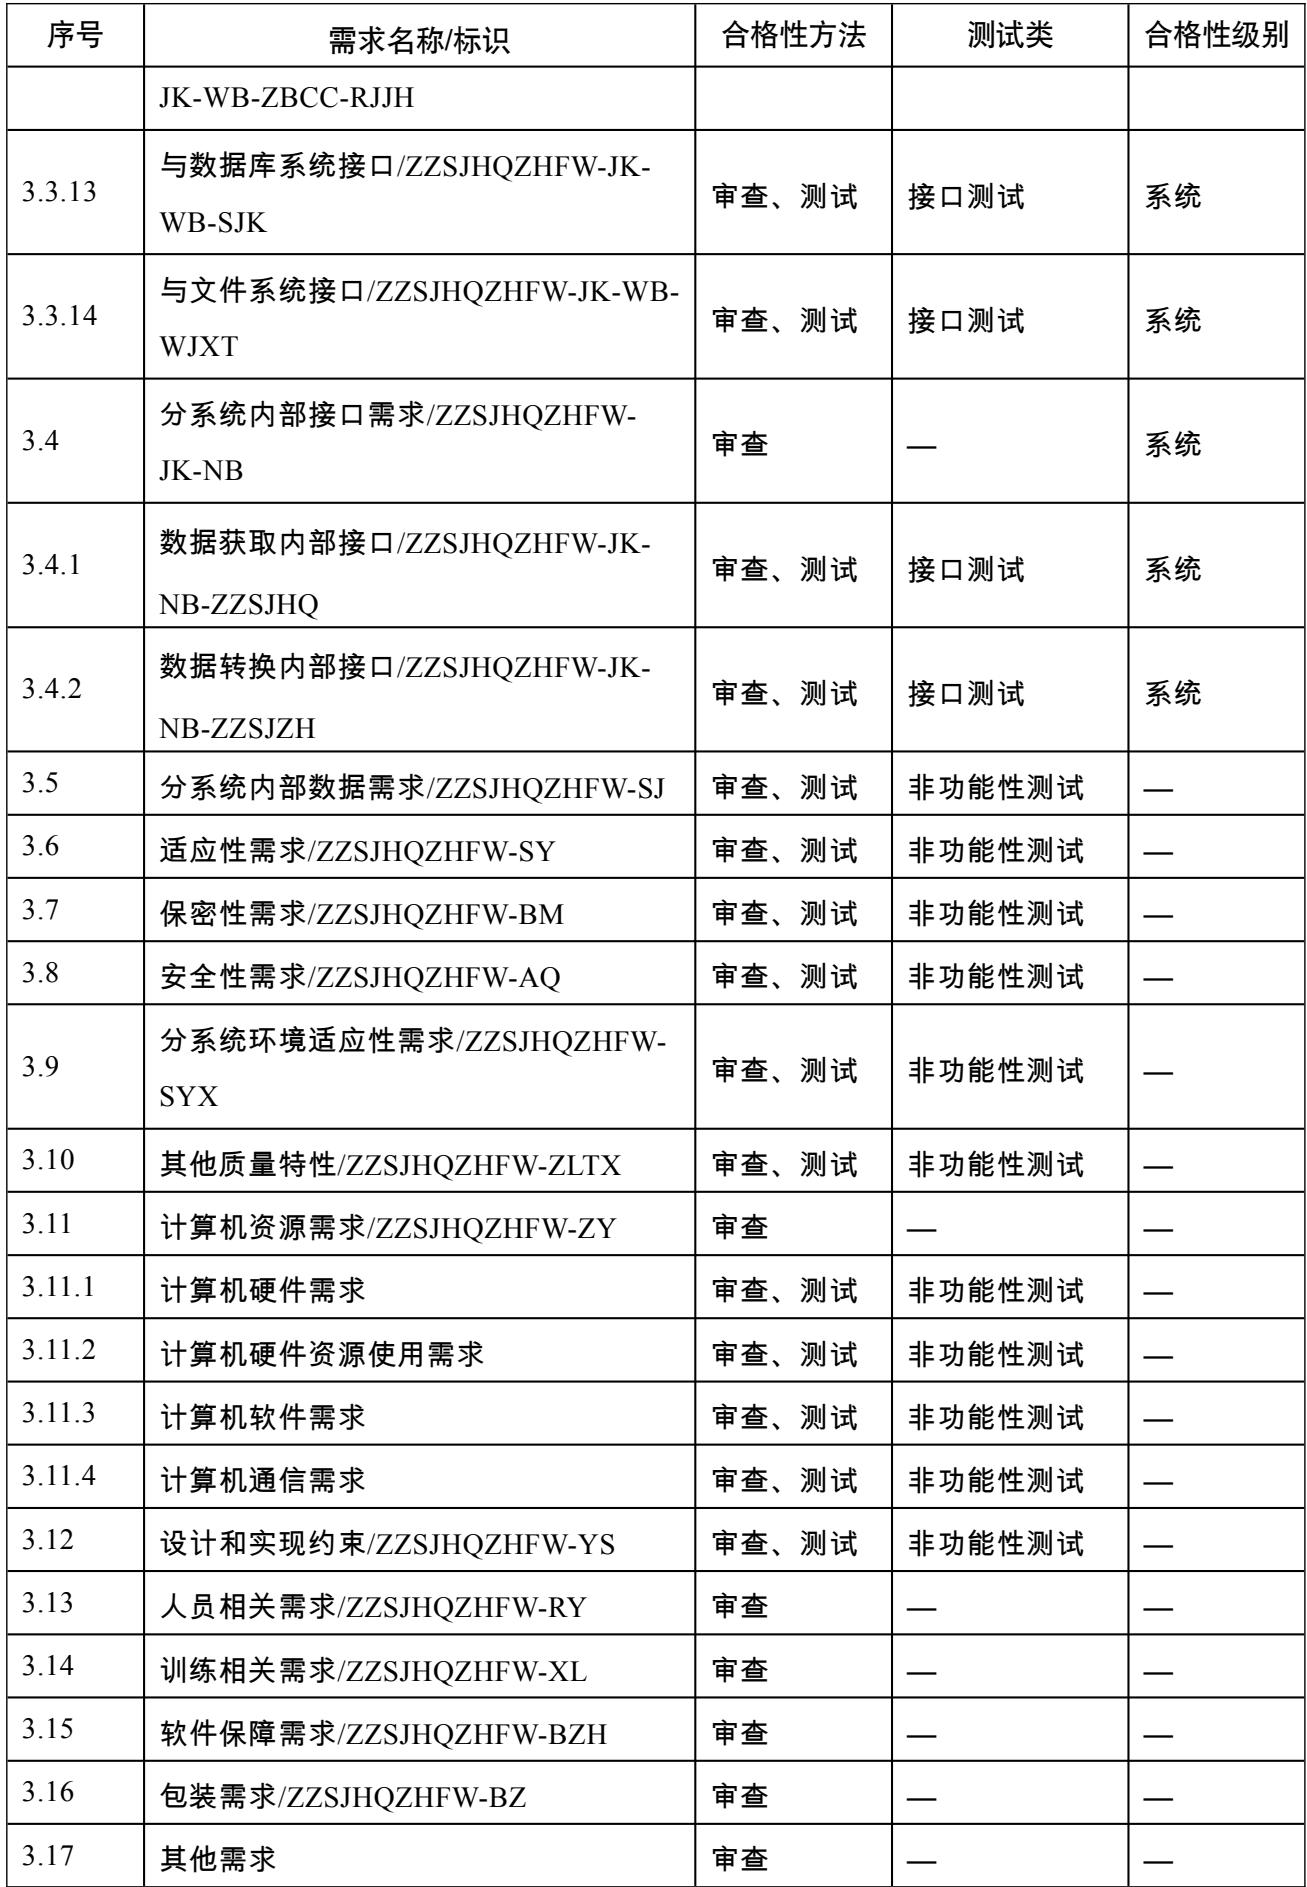 序号 需求名称/标识 合格性方法 测试类 合格性级别
JK-WB-ZBCC-RJJH
3.3.13 与数据库系统接口/ZZSJHQZHFW-JK- 审查、测试 接口测试 系统
WB-SJK
3.3.14 与文件系统接口/ZZSJHQZHFW-JK-WB- 审查、测试 接口测试 系统
WJXT
3.4 分系统内部接口需求/ZZSJHQZHFW- 审查 — 系统
JK-NB
3.4.1 数据获取内部接口/ZZSJHQZHFW-JK- 审查、测试 接口测试 系统
NB-ZZSJHQ
3.4.2 数据转换内部接口/ZZSJHQZHFW-JK- 审查、测试 接口测试 系统
NB-ZZSJZH
3.5 分系统内部数据需求/ZZSJHQZHFW-SJ 审查、测试 非功能性测试 —
3.6 适应性需求/ZZSJHQZHFW-SY 审查、测试 非功能性测试 —
3.7 保密性需求/ZZSJHQZHFW-BM 审查、测试 非功能性测试 —
3.8 安全性需求/ZZSJHQZHFW-AQ 审查、测试 非功能性测试 —
3.9 分系统环境适应性需求/ZZSJHQZHFW- 审查、测试 非功能性测试 —
SYX
3.10 其他质量特性/ZZSJHQZHFW-ZLTX 审查、测试 非功能性测试 —
3.11 计算机资源需求/ZZSJHQZHFW-ZY 审查 — —
3.11.1 计算机硬件需求 审查、测试 非功能性测试 —
3.11.2 计算机硬件资源使用需求 审查、测试 非功能性测试 —
3.11.3 计算机软件需求 审查、测试 非功能性测试 —
3.11.4 计算机通信需求 审查、测试 非功能性测试 —
3.12 设计和实现约束/ZZSJHQZHFW-YS 审查、测试 非功能性测试 —
3.13 人员相关需求/ZZSJHQZHFW-RY 审查 — —
3.14 训练相关需求/ZZSJHQZHFW-XL 审查 — —
3.15 软件保障需求/ZZSJHQZHFW-BZH 审查 — —
3.16 包装需求/ZZSJHQZHFW-BZ 审查 — —
3.17 其他需求 审查 — —